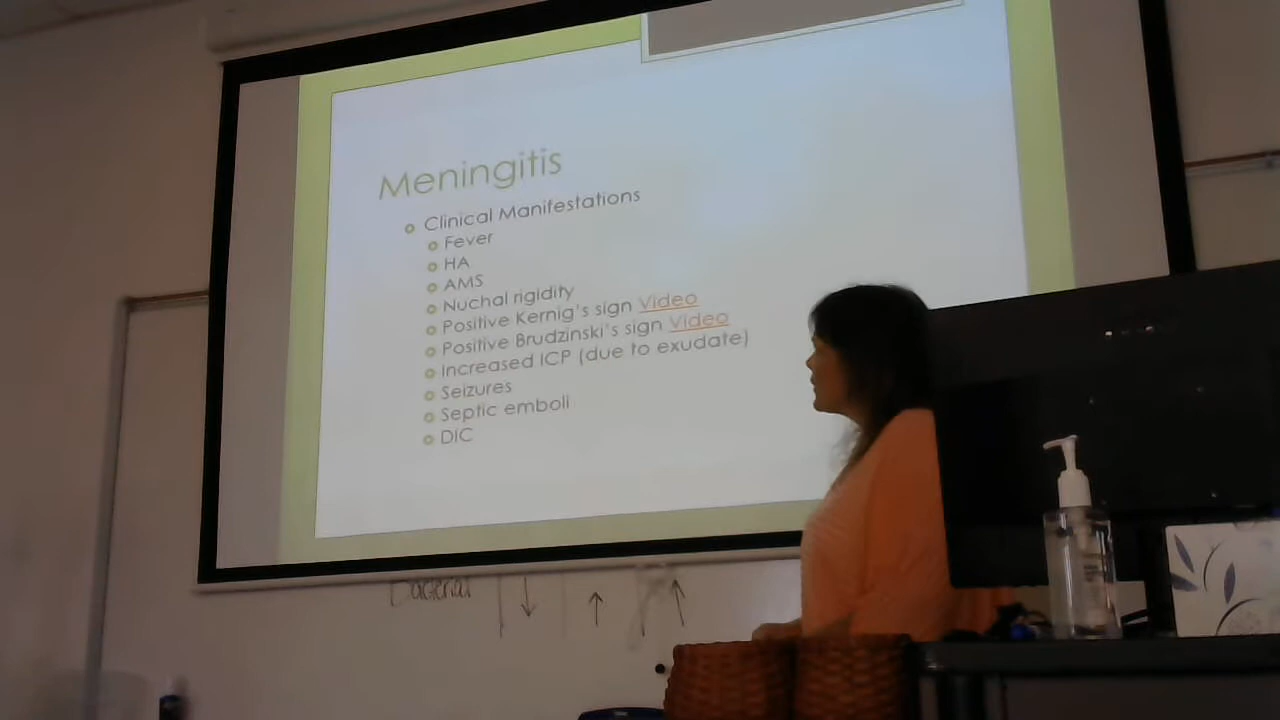 Meningitis
Clinical Manifestations
Fever
HA
AMS
Nuchal rigidity
Positive Kernig's sign Video
Positive Brudzinski's sign Video
Increased ICP (due to exudate)
Seizures
Septic emboli
DIC
Bacterial ↓ ↑ ↑